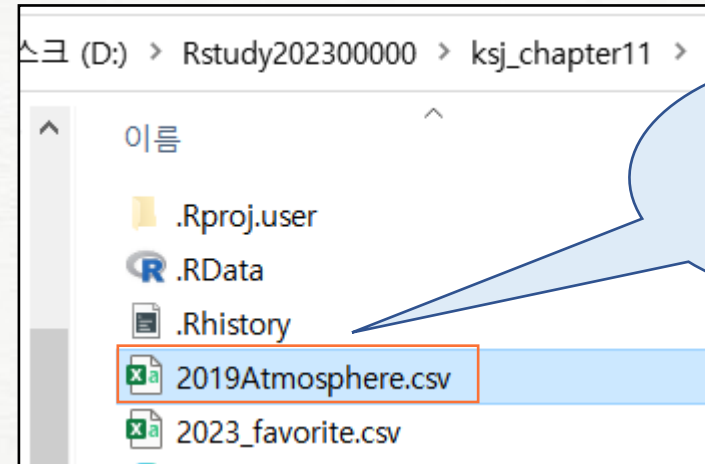 스크 (D:) > Rstudy202300000 > ksj_chapter11 >
이름
.Rproj.user
.RData
.Rhistory
2019Atmosphere.csv
2023_favorite.csv